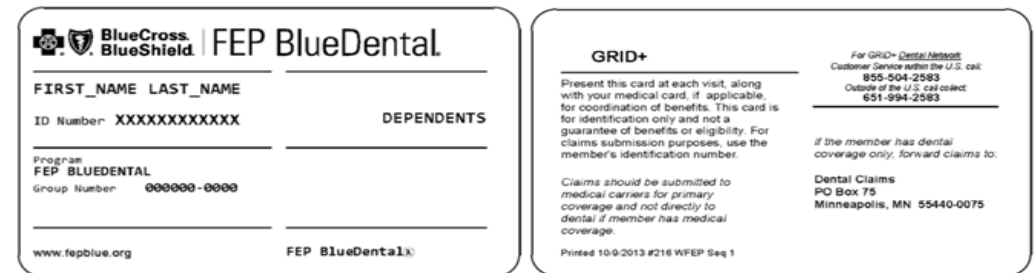 BlueCross. BlueShield. FEP BlueDental.
FIRST_NAME LAST_NAME
ID Number XXXXXXXXXXXX
DEPENDENTS
Program
FEP BLUEDENTAL
Group Number 000000-0000
www.fepblue.org
FEP BlueDental®
GRID+
Present this card at each visit, along
with your medical card, if applicable,
for coordination of benefits. This card is
for identification only and not a
guarantee of benefits or eligibility. For
claims submission purposes, use the
member's identification number.
Claims should be submitted to
medical carriers for primary
coverage and not directly to
dental if member has medical
coverage.
Printed 10-9-2013 #216 WFEP Seq 1
For GRID+ Dental Network
Customer Service within the U.S. call:
855-504-2583
Outside of the U.S. call collect:
651-994-2583
if the member has dental
coverage only, forward claims to:
Dental Claims
PO Box 75
Minneapolis, MN 55440-0075